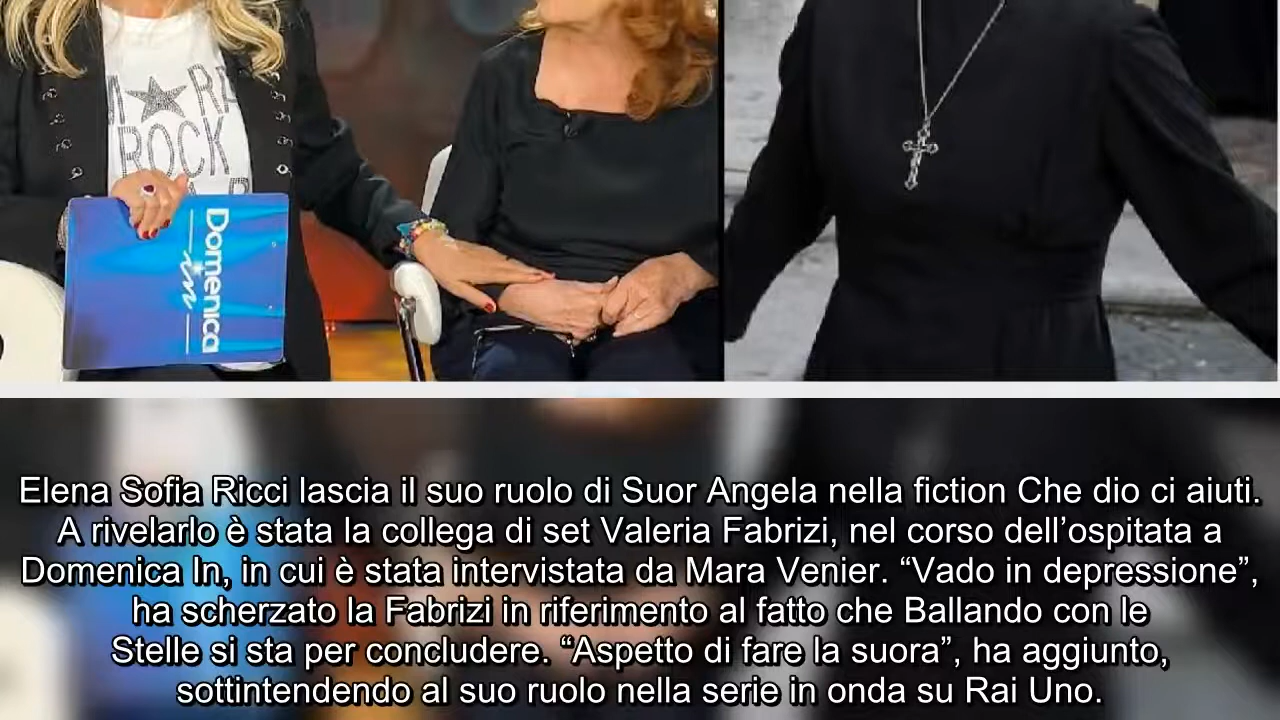 M ★ RP
ROCK
Domenica
in
Elena Sofia Ricci lascia il suo ruolo di Suor Angela nella fiction Che dio ci aiuti.
A rivelarlo è stata la collega di set Valeria Fabrizi, nel corso dell’ospitata a
Domenica In, in cui è stata intervistata da Mara Venier. “Vado in depressione”,
ha scherzato la Fabrizi in riferimento al fatto che Ballando con le
Stelle si sta per concludere. “Aspetto di fare la suora”, ha aggiunto,
sottintendendo al suo ruolo nella serie in onda su Rai Uno.